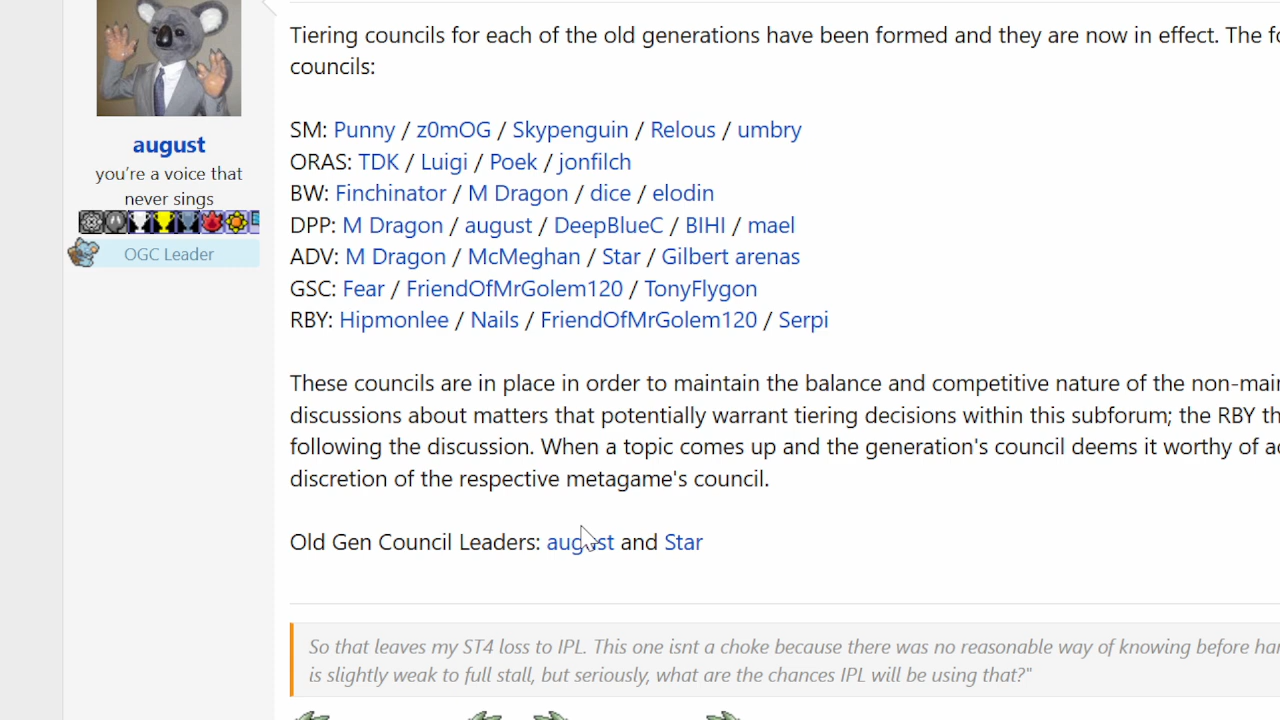 Tiering councils for each of the old generations have been formed and they are now in effect. The
councils:
august
you're a voice that
never sings
OGC Leader
SM: Punny / z0mOG / Skypenguin / Relous / umbry
ORAS: TDK / Luigi / Poek / jonfilch
BW: Finchinator / M Dragon / dice / elodin
DPP: M Dragon / august / DeepBlueC / BIHI / mael
ADV: M Dragon / McMeghan / Star / Gilbert arenas
GSC: Fear / FriendOfMrGolem120 / TonyFlygon
RBY: Hipmonlee / Nails / FriendOfMrGolem120 / Serpi
These councils are in place in order to maintain the balance and competitive nature of the
discussions about matters that potentially warrant tiering decisions within this subforum; the RBY
following the discussion. When a topic comes up and the generation's council deems it worthy of
discretion of the respective metagame's council.
Old Gen Council Leaders: august and Star
So that leaves my ST4 loss to IPL. This one isnt a choke because there was no reasonable way of knowing before
is slightly weak to full stall, but seriously, what are the chances IPL will be using that?"